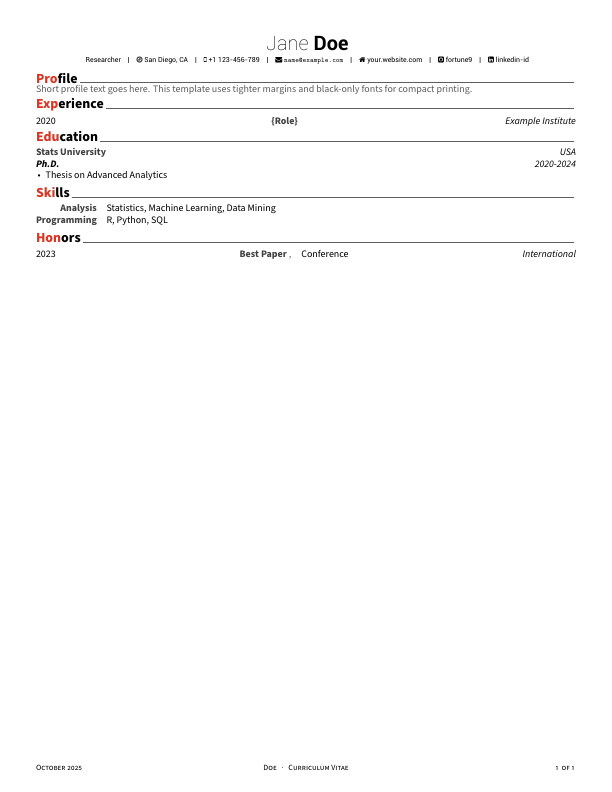 Jane Doe
Researcher | San Diego, CA | +1 123-456-789 | name@example.com | your.website.com | fortune9 | linkedin-id
Profile
Short profile text goes here. This template uses tighter margins and black-only fonts for compact printing.
Experience
2020 {Role} Example Institute
Education
Stats University USA
Ph.D. 2020-2024
• Thesis on Advanced Analytics
Skills
Analysis Statistics, Machine Learning, Data Mining
Programming R, Python, SQL
Honors
2023 Best Paper , Conference International
October 2025 Doe · Curriculum Vitae 1 of 1